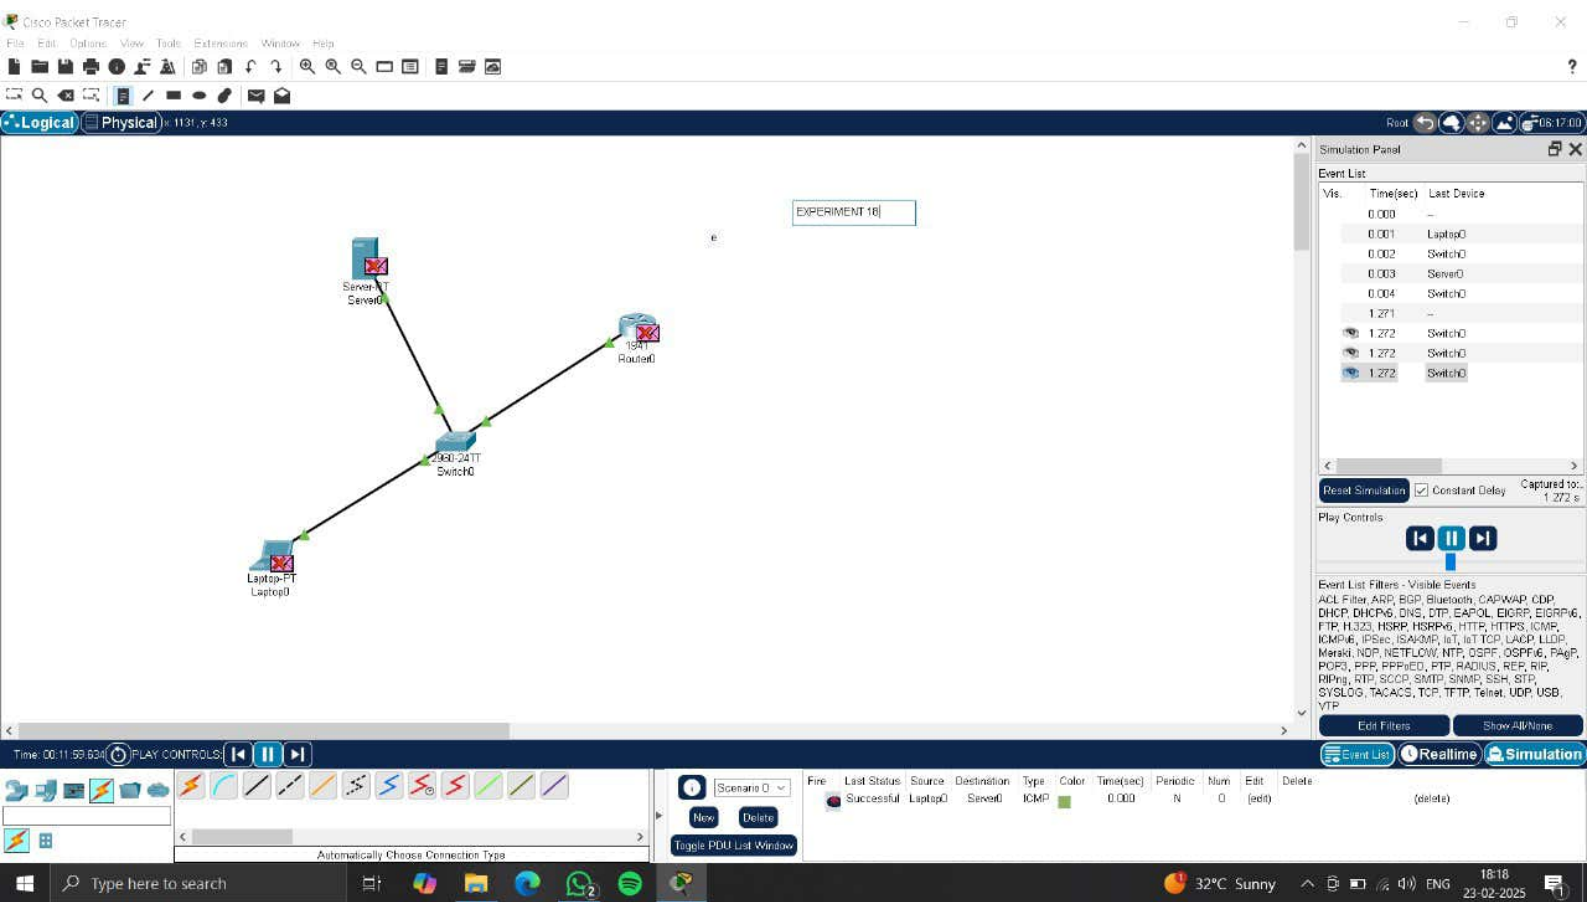 Cisco Packet Tracer
File Edit Options View Tools Extensions Window Help
?
Logical Physical x: 1131, y: 433
Root 06:17:00
EXPERIMENT 18
e
Server-PT
Server0
1841
Router0
2960-24TT
Switch0
Laptop-PT
Laptop0
Simulation Panel
Event List
Vis. Time(sec) Last Device
0.000 --
0.001 Laptop0
0.002 Switch0
0.003 Server0
0.004 Switch0
1.271 --
1.272 Switch0
1.272 Switch0
1.272 Switch0
Reset Simulation Constant Delay Captured to:.
1.272 s
Play Controls
Event List Filters - Visible Events
ACL Filter, ARP, BGP, Bluetooth, CAPWAP, CDP,
DHCP, DHCPv6, DNS, DTP, EAPOL, EIGRP, EIGRPv6,
FTP, H.323, HSRP, HSRPv6, HTTP, HTTPS, ICMP,
ICMPv6, IPSec, ISAKMP, IoT, IoT TCP, LACP, LLDP,
Meraki, NDP, NETFLOW, NTP, OSPF, OSPFv6, PAgP,
POP3, PPP, PPPoED, PTP, RADIUS, REP, RIP,
RIPng, RTP, SCCP, SMTP, SNMP, SSH, STP,
SYSLOG, TACACS, TCP, TFTP, Telnet, UDP, USB,
VTP
Edit Filters Show All/None
Time: 00:11:59.634 PLAY CONTROLS:
Event List Realtime Simulation
Scenario 0
New Delete
Toggle PDU List Window
Fire Last Status Source Destination Type Color Time(sec) Periodic Num Edit Delete
Successful Laptop0 Server0 ICMP 0.000 N 0 (edit) (delete)
Automatically Choose Connection Type
Type here to search
2
1
32°C Sunny
ENG
18:18
23-02-2025
1